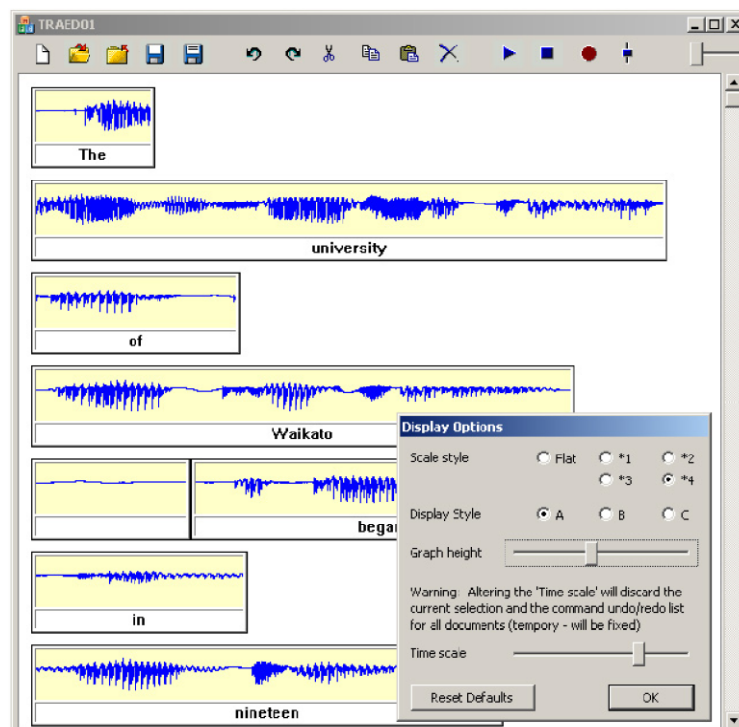 TRAED01
The
university
of
Waikato
began
in
nineteen
Display Options
Scale style Flat *1 *2
*3 *4
Display Style A B C
Graph height
Warning: Altering the 'Time scale' will discard the
current selection and the command undo/redo list
for all documents (tempory - will be fixed)
Time scale
Reset Defaults OK